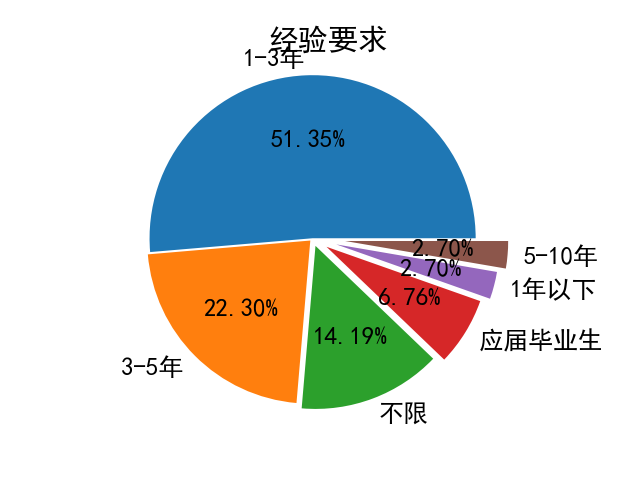 经验要求
1-3年
51.35%
2.70%
5-10年
2.70%
1年以下
6.76%
22.30%
14.19%
应届毕业生
3-5年
不限